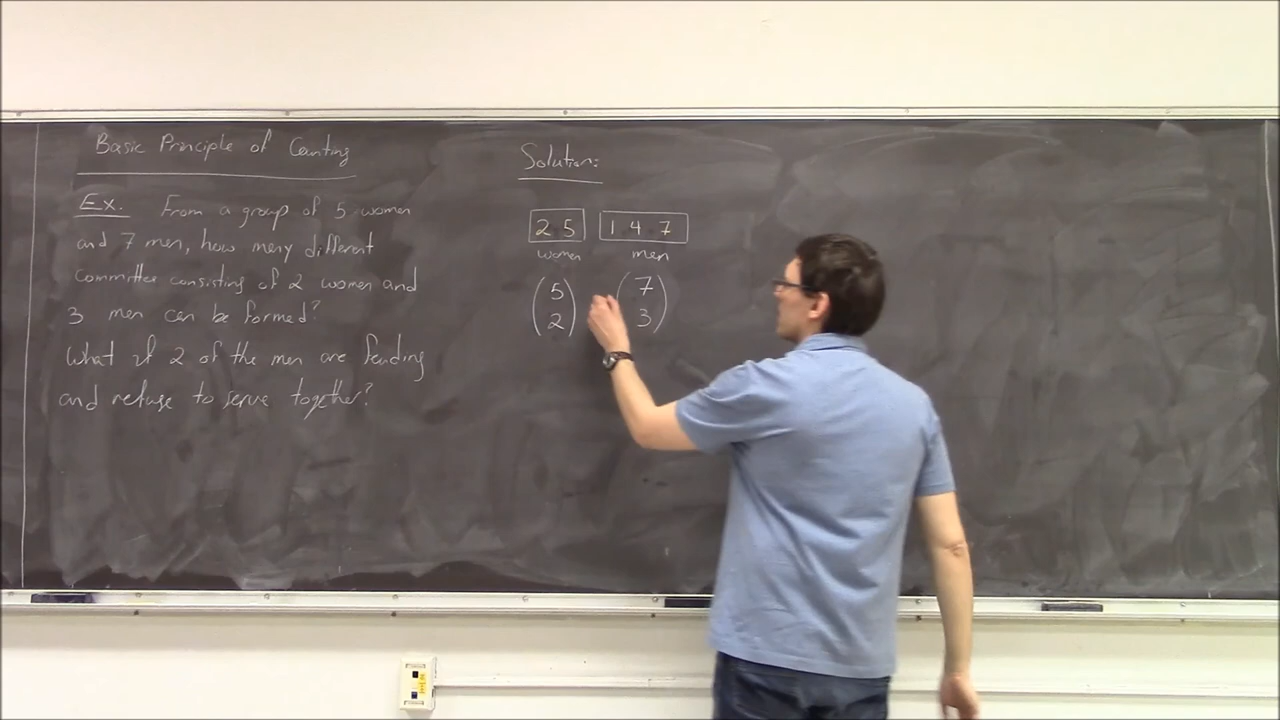 Basic Principle of Counting
Ex. From a group of 5 women
and 7 men, how many different
committee consisting of 2 women and
3 men can be formed?
What if 2 of the men are feuding
and refuse to serve together?
Solution:
2 5 1 4 7
women men
(5 2) (7 3)